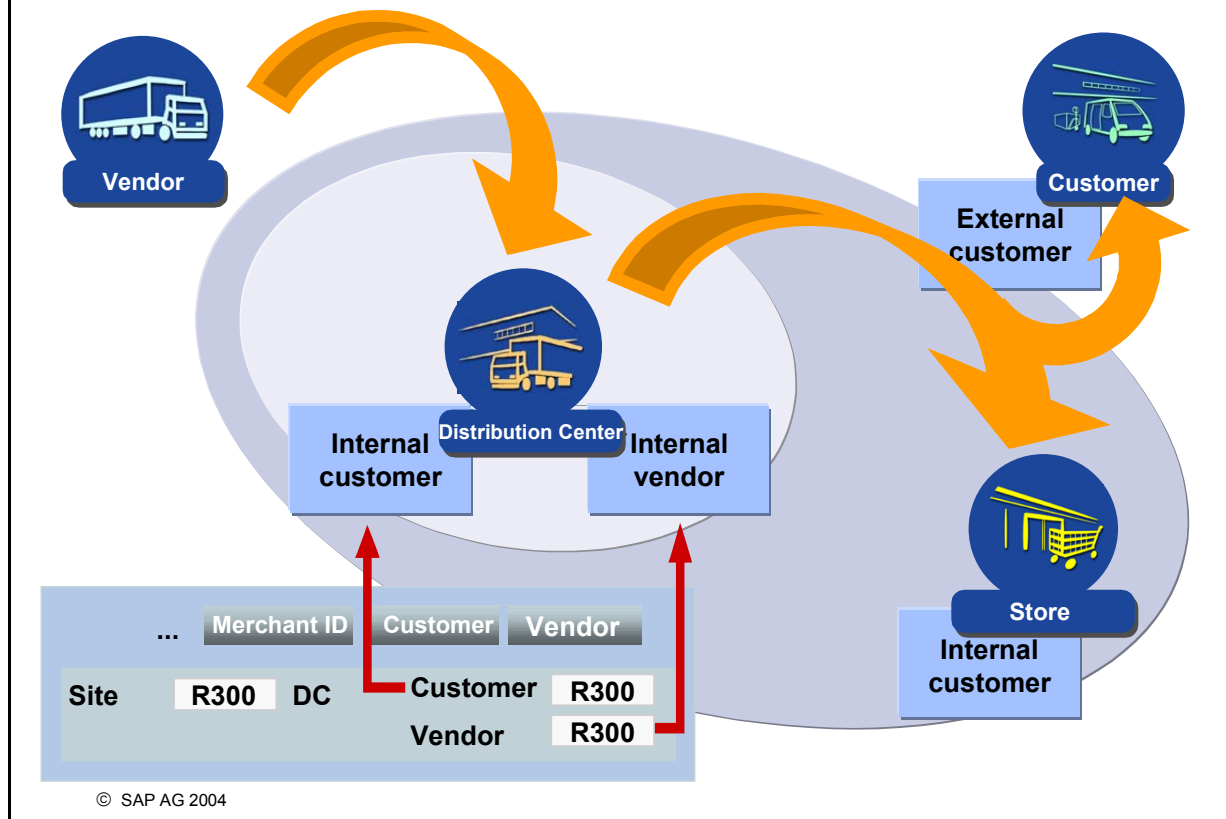 Vendor
Customer
External
customer
Distribution Center
Internal
customer
Internal
vendor
Store
Internal
customer
... Merchant ID Customer Vendor
Site R300 DC Customer R300
Vendor R300
© SAP AG 2004